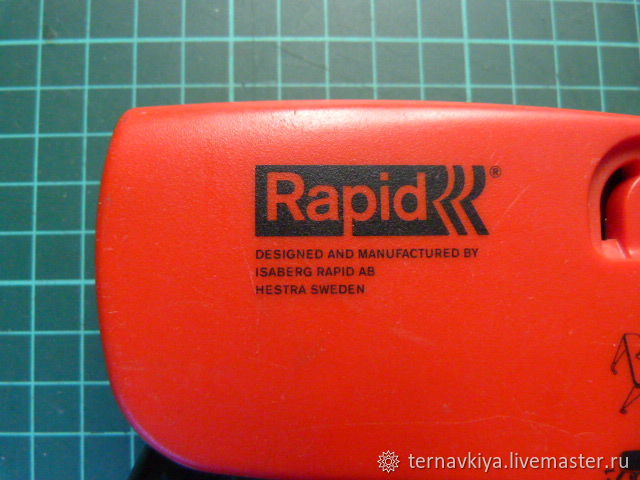 Rapid®
DESIGNED AND MANUFACTURED BY
ISABERG RAPID AB
HESTRA SWEDEN
ternavkiya.livemaster.ru